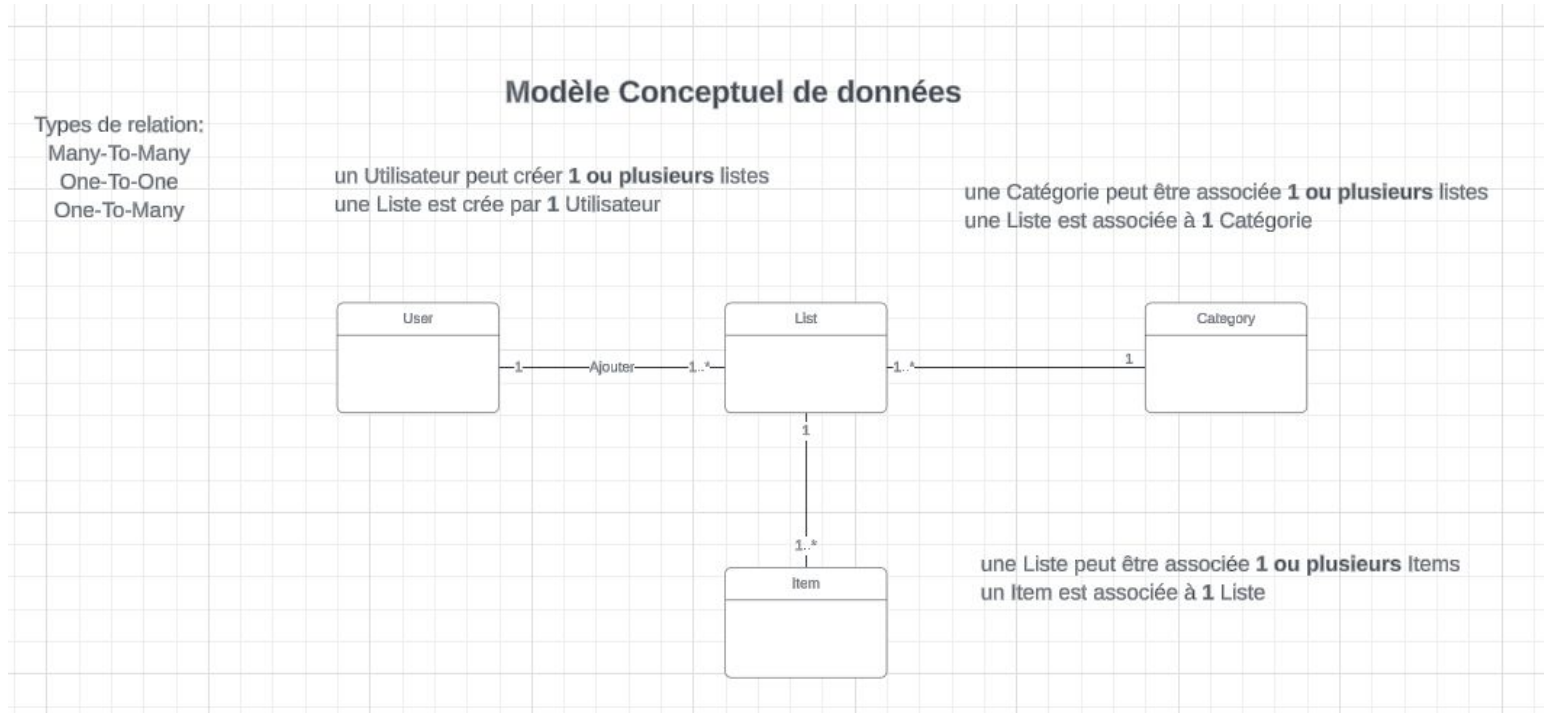 Modèle Conceptuel de données
Types de relation:
Many-To-Many
One-To-One
One-To-Many
un Utilisateur peut créer 1 ou plusieurs listes
une Liste est crée par 1 Utilisateur
une Catégorie peut être associée 1 ou plusieurs listes
une Liste est associée à 1 Catégorie
User
List
Category
1
Ajouter
1..*
1..*
1
1
1..*
Item
une Liste peut être associée 1 ou plusieurs Items
un Item est associée à 1 Liste